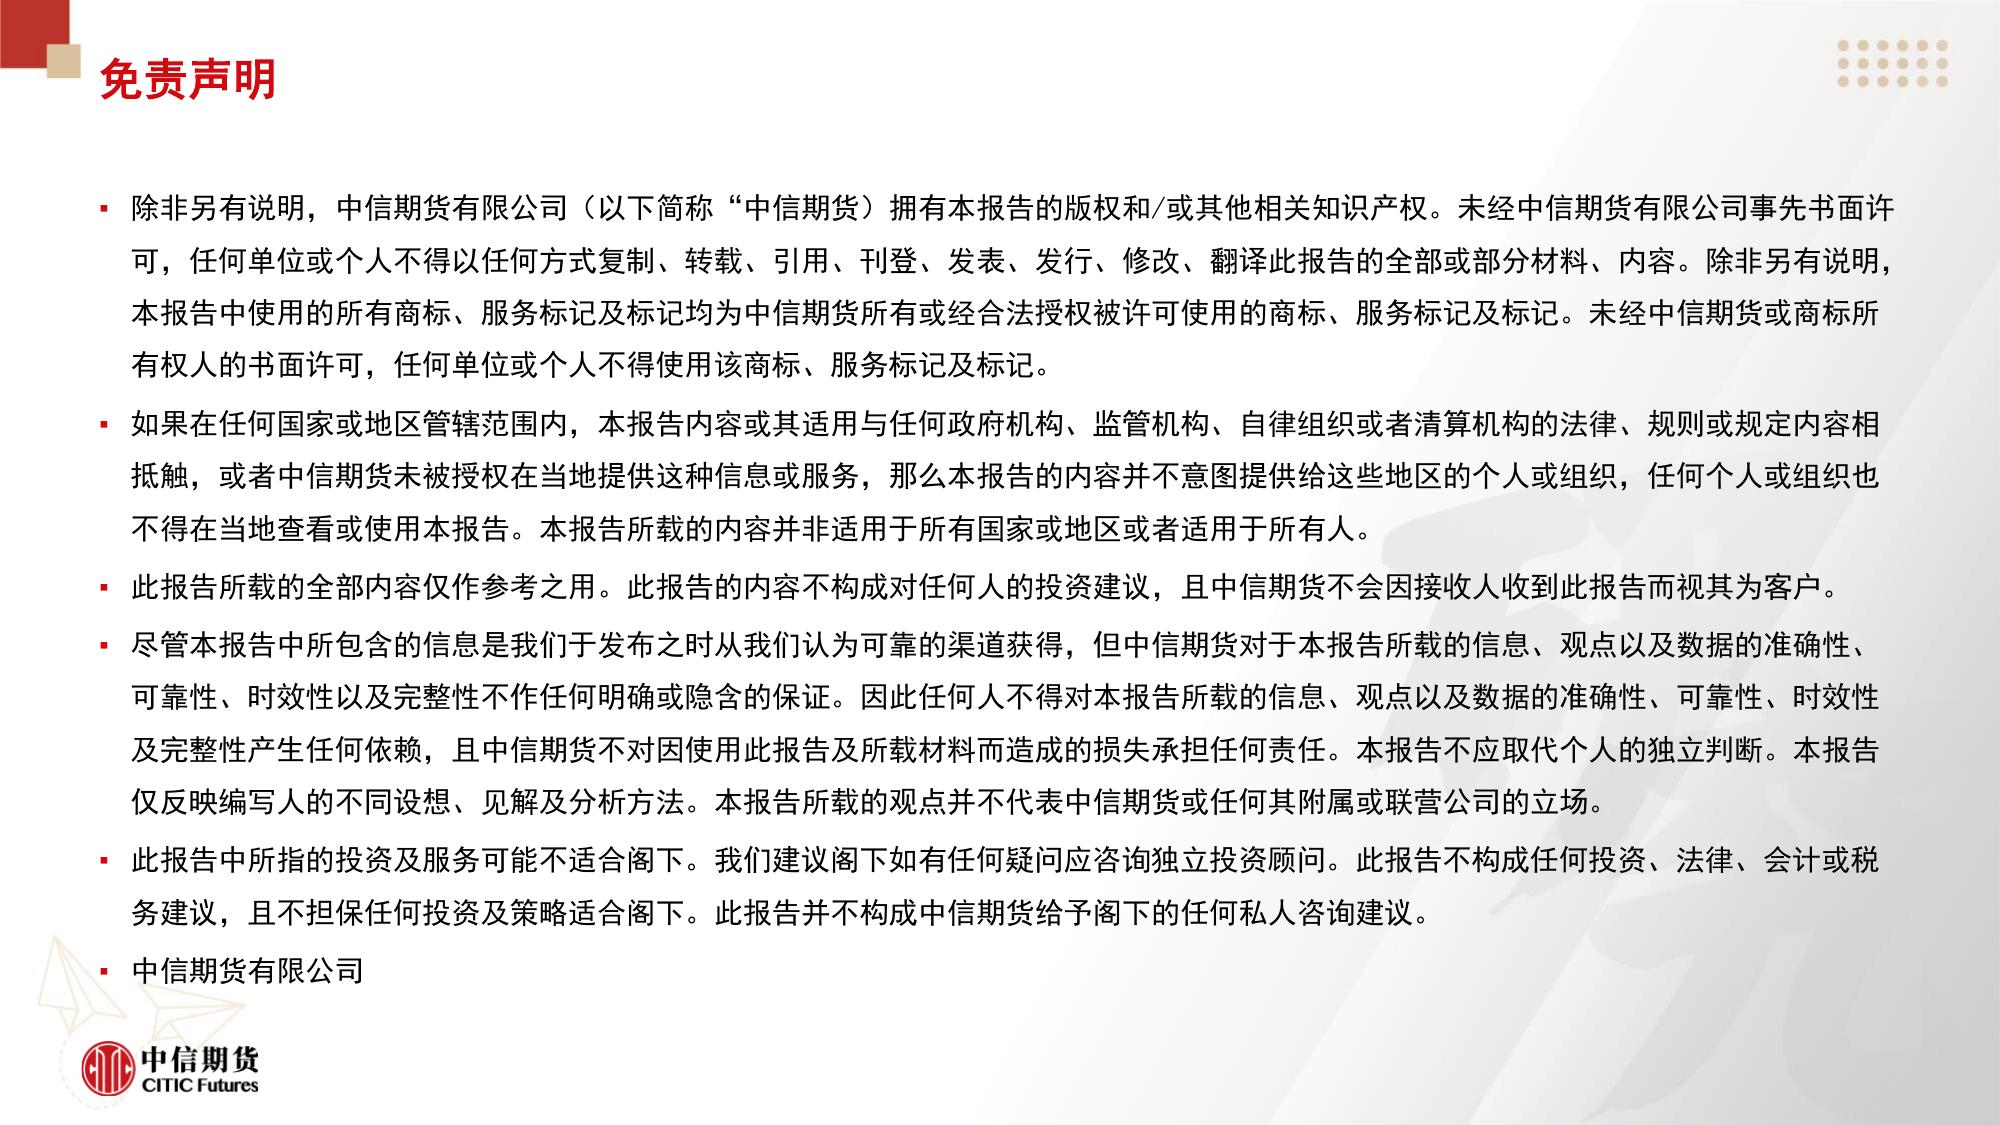 免责声明
▪ 除非另有说明，中信期货有限公司（以下简称“中信期货）拥有本报告的版权和/或其他相关知识产权。未经中信期货有限公司事先书面许
可，任何单位或个人不得以任何方式复制、转载、引用、刊登、发表、发行、修改、翻译此报告的全部或部分材料、内容。除非另有说明，
本报告中使用的所有商标、服务标记及标记均为中信期货所有或经合法授权被许可使用的商标、服务标记及标记。未经中信期货或商标所
有权人的书面许可，任何单位或个人不得使用该商标、服务标记及标记。
▪ 如果在任何国家或地区管辖范围内，本报告内容或其适用与任何政府机构、监管机构、自律组织或者清算机构的法律、规则或规定内容相
抵触，或者中信期货未被授权在当地提供这种信息或服务，那么本报告的内容并不意图提供给这些地区的个人或组织，任何个人或组织也
不得在当地查看或使用本报告。本报告所载的内容并非适用于所有国家或地区或者适用于所有人。
▪ 此报告所载的全部内容仅作参考之用。此报告的内容不构成对任何人的投资建议，且中信期货不会因接收人收到此报告而视其为客户。
▪ 尽管本报告中所包含的信息是我们于发布之时从我们认为可靠的渠道获得，但中信期货对于本报告所载的信息、观点以及数据的准确性、
可靠性、时效性以及完整性不作任何明确或隐含的保证。因此任何人不得对本报告所载的信息、观点以及数据的准确性、可靠性、时效性
及完整性产生任何依赖，且中信期货不对因使用此报告及所载材料而造成的损失承担任何责任。本报告不应取代个人的独立判断。本报告
仅反映编写人的不同设想、见解及分析方法。本报告所载的观点并不代表中信期货或任何其附属或联营公司的立场。
▪ 此报告中所指的投资及服务可能不适合阁下。我们建议阁下如有任何疑问应咨询独立投资顾问。此报告不构成任何投资、法律、会计或税
务建议，且不担保任何投资及策略适合阁下。此报告并不构成中信期货给予阁下的任何私人咨询建议。
▪ 中信期货有限公司
中信期货
CITIC Futures